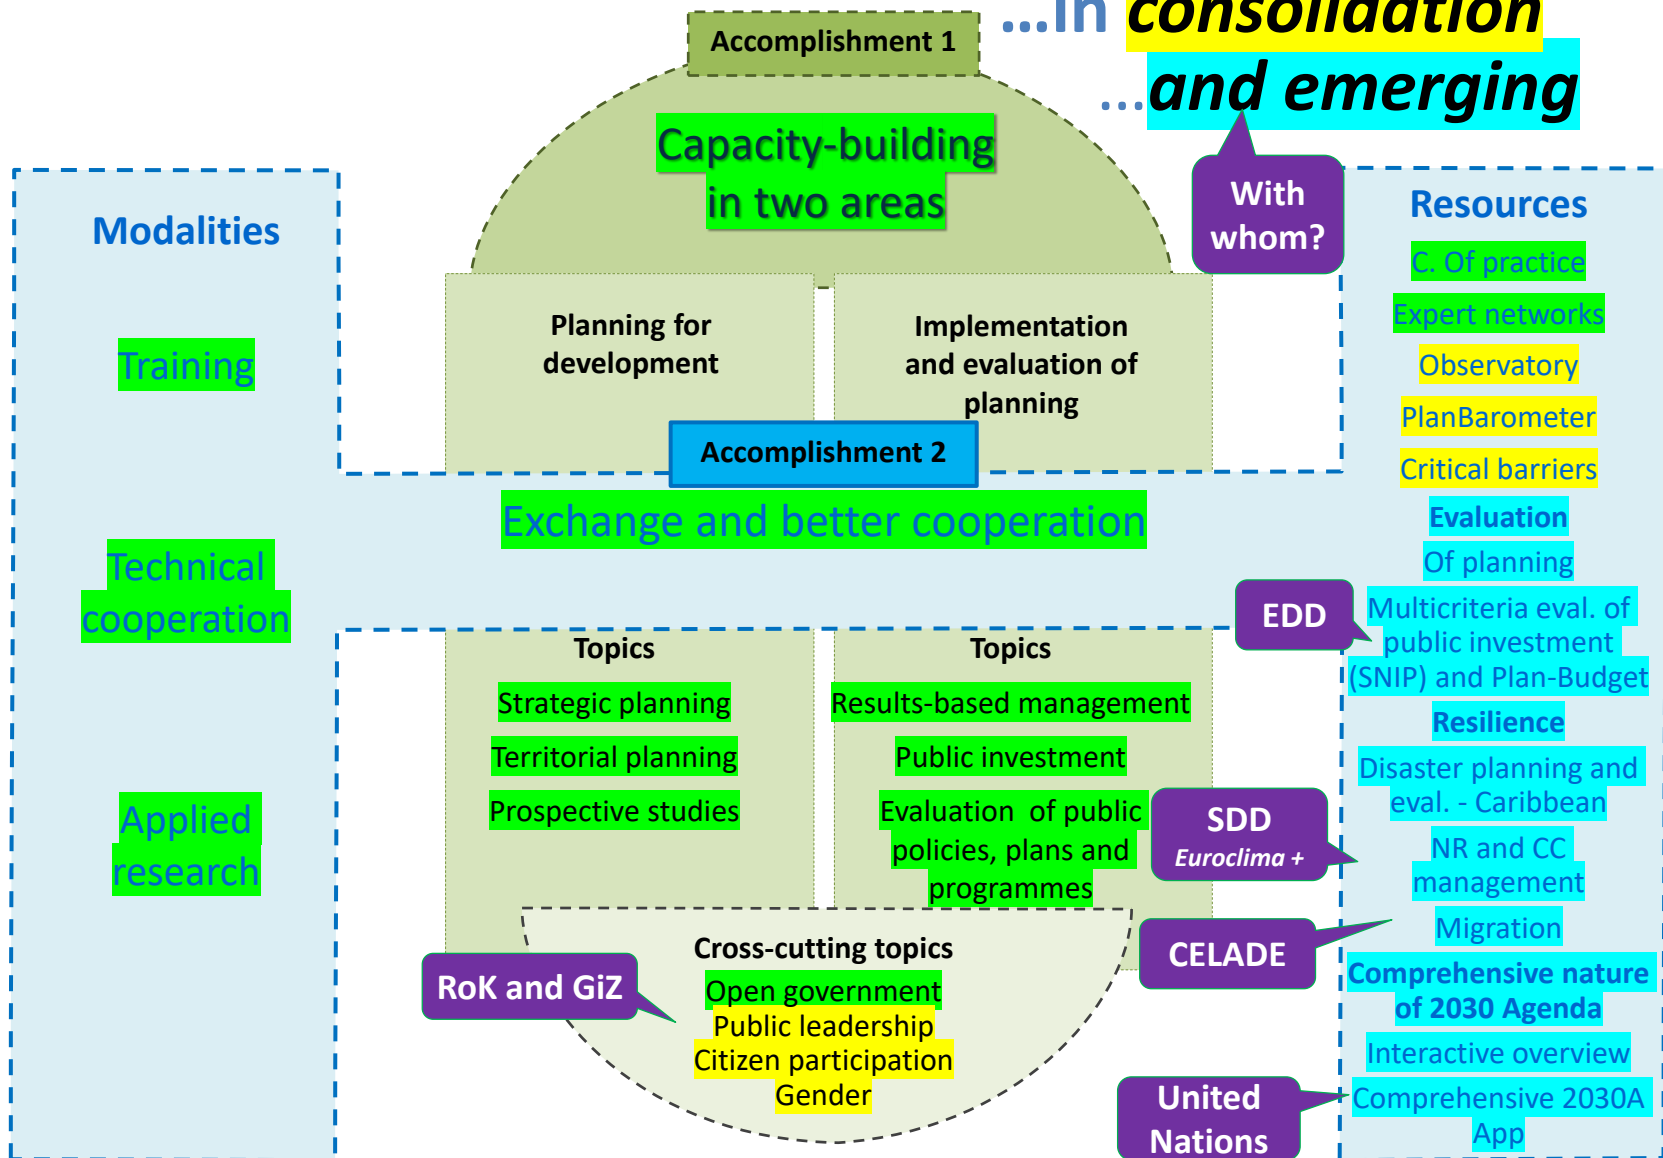 ...in consolidation
...and emerging
Accomplishment 1
Capacity-building
in two areas
With
whom?
Modalities
Training
Technical
cooperation
Applied
research
Planning for
development
Implementation
and evaluation of
planning
Accomplishment 2
Exchange and better cooperation
Topics
Strategic planning
Territorial planning
Prospective studies
Topics
Results-based management
Public investment
Evaluation of public
policies, plans and
programmes
Cross-cutting topics
Open government
Public leadership
Citizen participation
Gender
RoK and GiZ
EDD
SDD
Euroclima +
CELADE
United
Nations
Resources
C. Of practice
Expert networks
Observatory
PlanBarometer
Critical barriers
Evaluation
Of planning
Multicriteria eval. of
public investment
(SNIP) and Plan-Budget
Resilience
Disaster planning and
eval. - Caribbean
NR and CC
management
Migration
Comprehensive nature
of 2030 Agenda
Interactive overview
Comprehensive 2030A
App